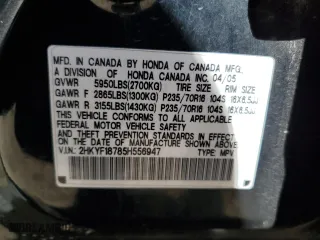 MFD. IN CANADA BY HONDA OF CANADA MFG.
A DIVISION OF HONDA CANADA INC. 04/05
GVWR 5950LBS(2700KG) TIRE SIZE RIM SIZE
GAWR F 2865LBS(1300KG) P235/70R16 104S 16X6.5JJ
GAWR R 3155LBS(1430KG) P235/70R16 104S 16X6.5JJ
THIS VEHICLE CONFORMS TO ALL APPLICABLE
FEDERAL MOTOR VEHICLE SAFETY STANDARDS
IN EFFECT ON THE DATE OF MANUFACTURE SHOWN ABOVE.
V.I.N.: 2HKYF18785H556947 TYPE: MPV